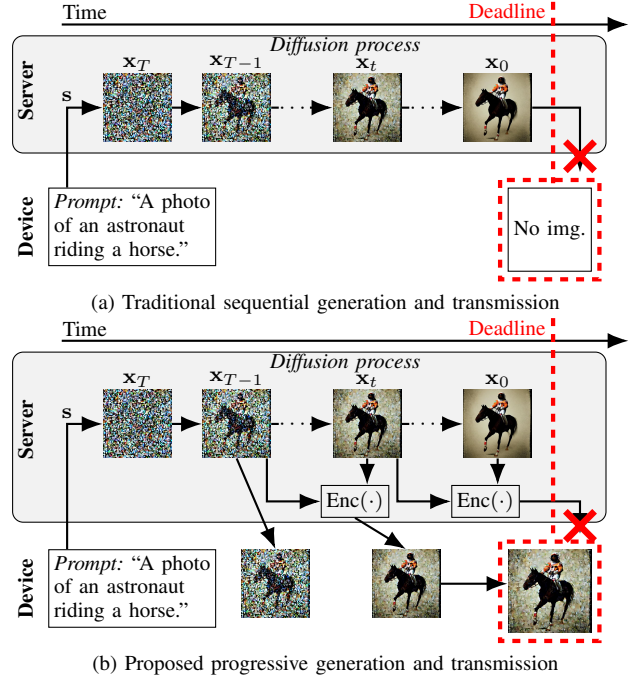 Time
Deadline
Diffusion process
Server
x_T
x_{T−1}
x_t
x_0
s
Device
Prompt: “A photo
of an astronaut
riding a horse.”
No img.
(a) Traditional sequential generation and transmission
Time
Deadline
Diffusion process
Server
x_T
x_{T−1}
x_t
x_0
s
Enc(·)
Enc(·)
Device
Prompt: “A photo
of an astronaut
riding a horse.”
(b) Proposed progressive generation and transmission